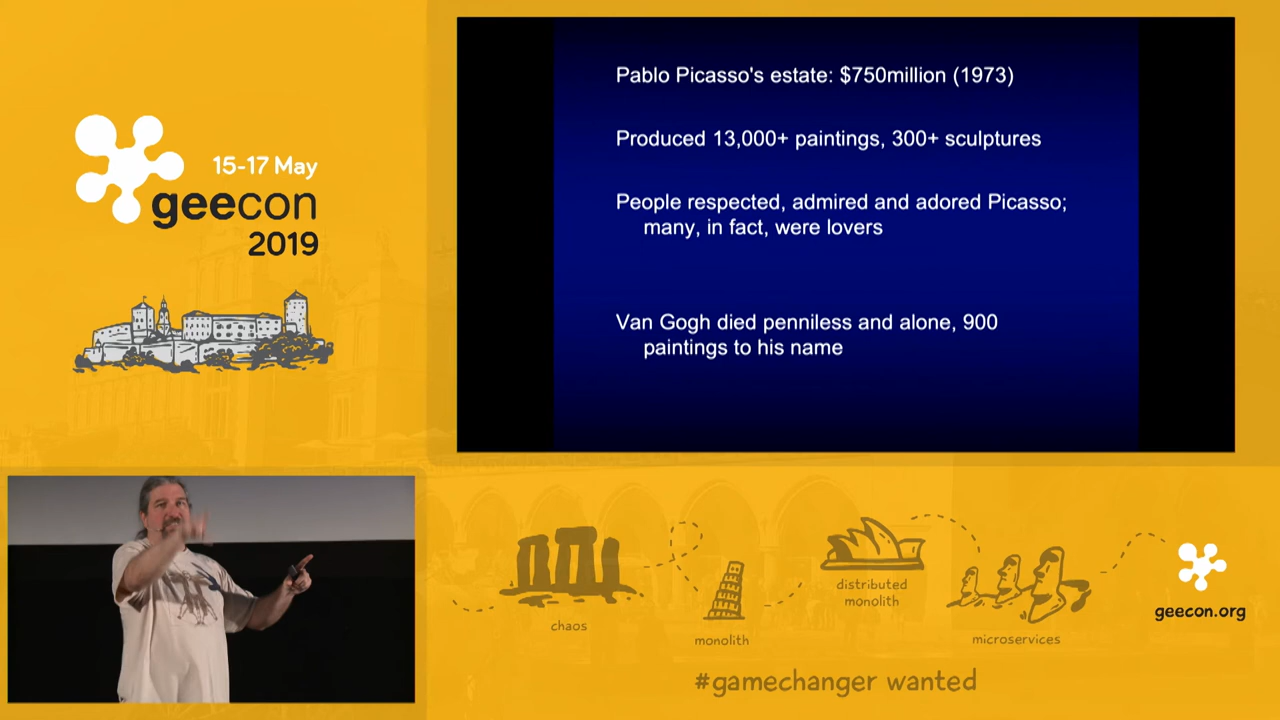 15-17 May
geecon
2019
Pablo Picasso's estate: $750million (1973)
Produced 13,000+ paintings, 300+ sculptures
People respected, admired and adored Picasso;
many, in fact, were lovers
Van Gogh died penniless and alone, 900
paintings to his name
chaos
monolith
distributed
monolith
microservices
geecon.org
#gamechanger wanted